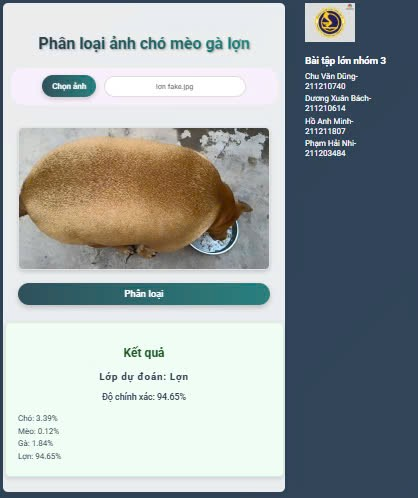 Phân loại ảnh chó mèo gà lợn
Chọn ảnh
lợn fake.jpg
Phân loại
Kết quả
Lớp dự đoán: Lợn
Độ chính xác: 94.65%
Chó: 3.39%
Mèo: 0.12%
Gà: 1.84%
Lợn: 94.65%
Bài tập lớn nhóm 3
Chu Văn Dũng-
211210740
Dương Xuân Bách-
211210614
Hồ Anh Minh-
211211807
Phạm Hải Nhi-
211203484